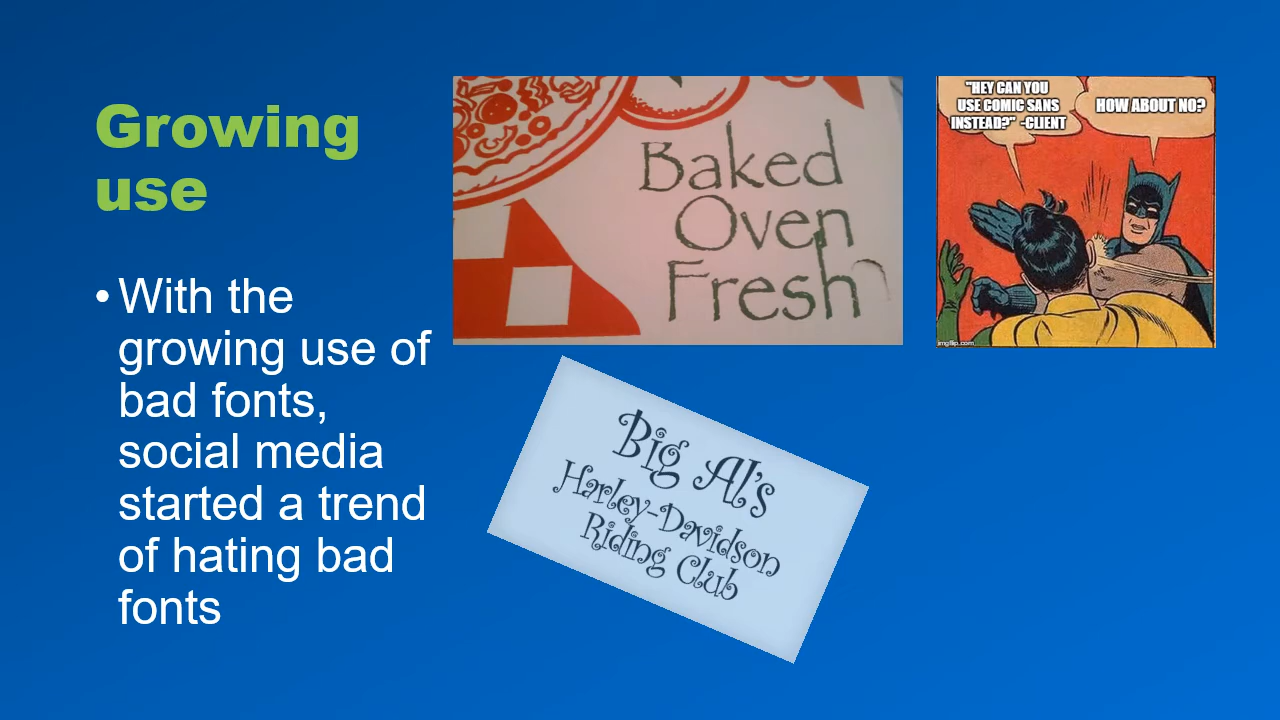 Growing
use
• With the
growing use of
bad fonts,
social media
started a trend
of hating bad
fonts
Baked
Oven
Fresh
"HEY CAN YOU
USE COMIC SANS
INSTEAD?" -CLIENT
HOW ABOUT NO?
imgflip.com
Big Al's
Harley-Davidson
Riding Club